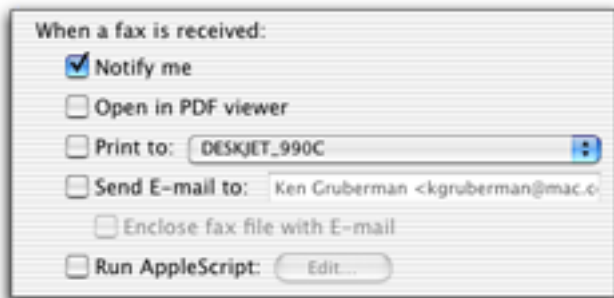 When a fax is received:
Notify me
Open in PDF viewer
Print to: DESKJET_990C
Send E-mail to: Ken Gruberman <kgruberman@mac.c
Enclose fax file with E-mail
Run AppleScript: Edit...